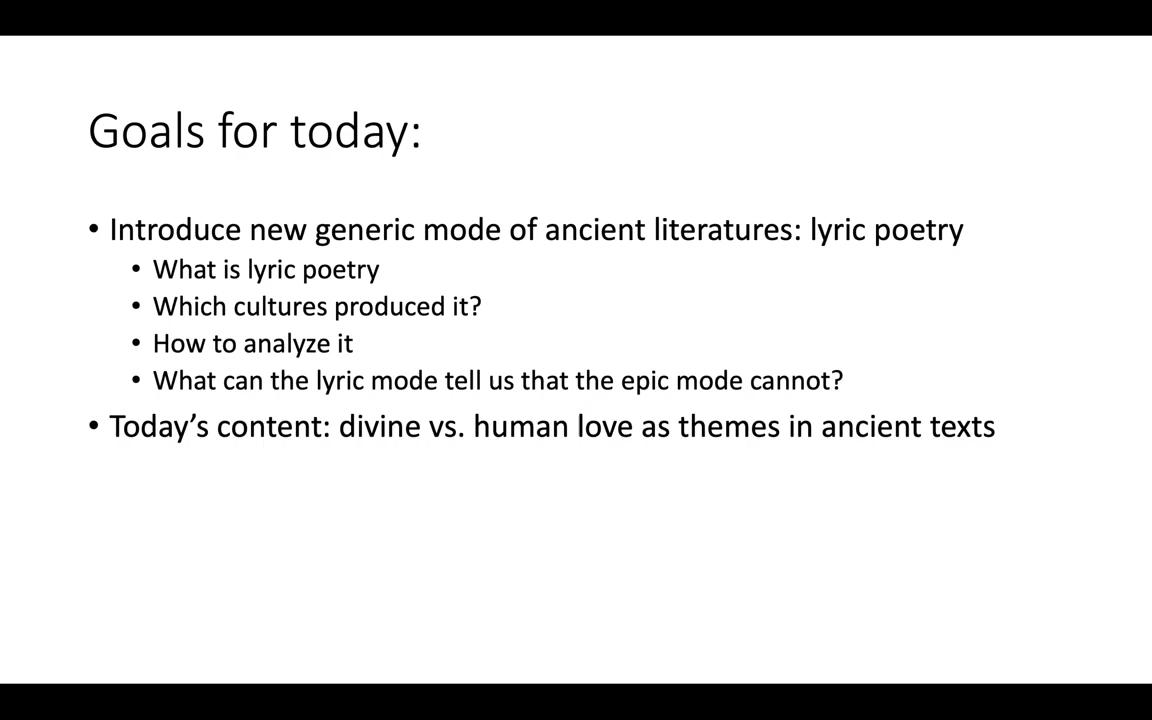 Goals for today:
• Introduce new generic mode of ancient literatures: lyric poetry
• What is lyric poetry
• Which cultures produced it?
• How to analyze it
• What can the lyric mode tell us that the epic mode cannot?
• Today’s content: divine vs. human love as themes in ancient texts